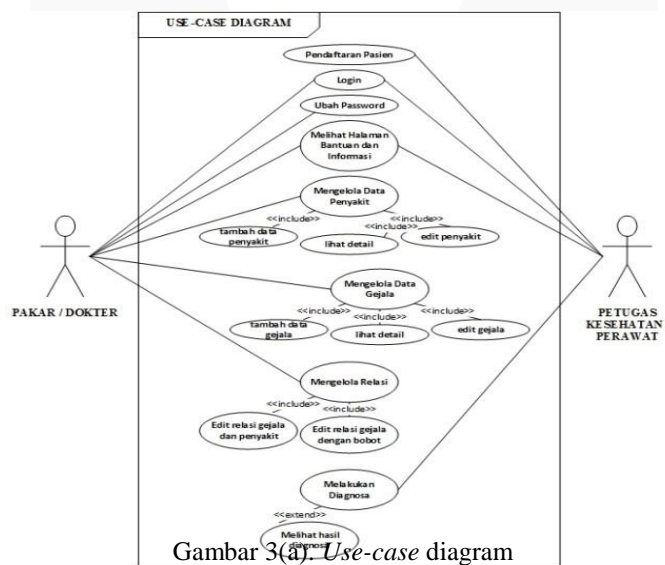 USE-CASE DIAGRAM
Pendaftaran Pasien
Login
Ubah Password
Melihat Halaman
Bantuan dan
Informasi
Mengelola Data
Penyakit
<<include>>
<<include>>
<<include>>
tambah data
penyakit
lihat detail
edit penyakit
PAKAR / DOKTER
PETUGAS
KESEHATAN
PERAWAT
Mengelola Data
Gejala
<<include>>
<<include>>
<<include>>
tambah data
gejala
lihat detail
edit gejala
Mengelola Relasi
<<include>>
<<include>>
Edit relasi gejala
dan penyakit
Edit relasi gejala
dengan bobot
Melakukan
Diagnosa
<<extend>>
Melihat hasil
diagnosa
Gambar 3(a). Use-case diagram